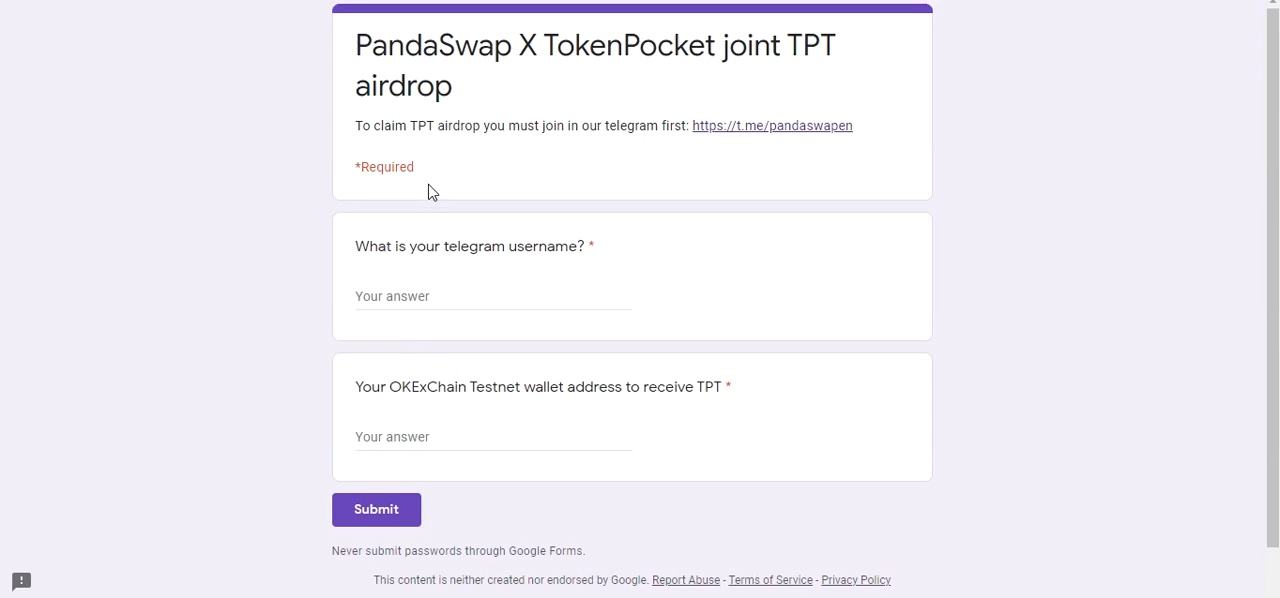 PandaSwap X TokenPocket joint TPT
airdrop
To claim TPT airdrop you must join in our telegram first: https://t.me/pandaswapen
*Required
What is your telegram username? *
Your answer
Your OKExChain Testnet wallet address to receive TPT *
Your answer
Submit
Never submit passwords through Google Forms.
This content is neither created nor endorsed by Google. Report Abuse - Terms of Service - Privacy Policy